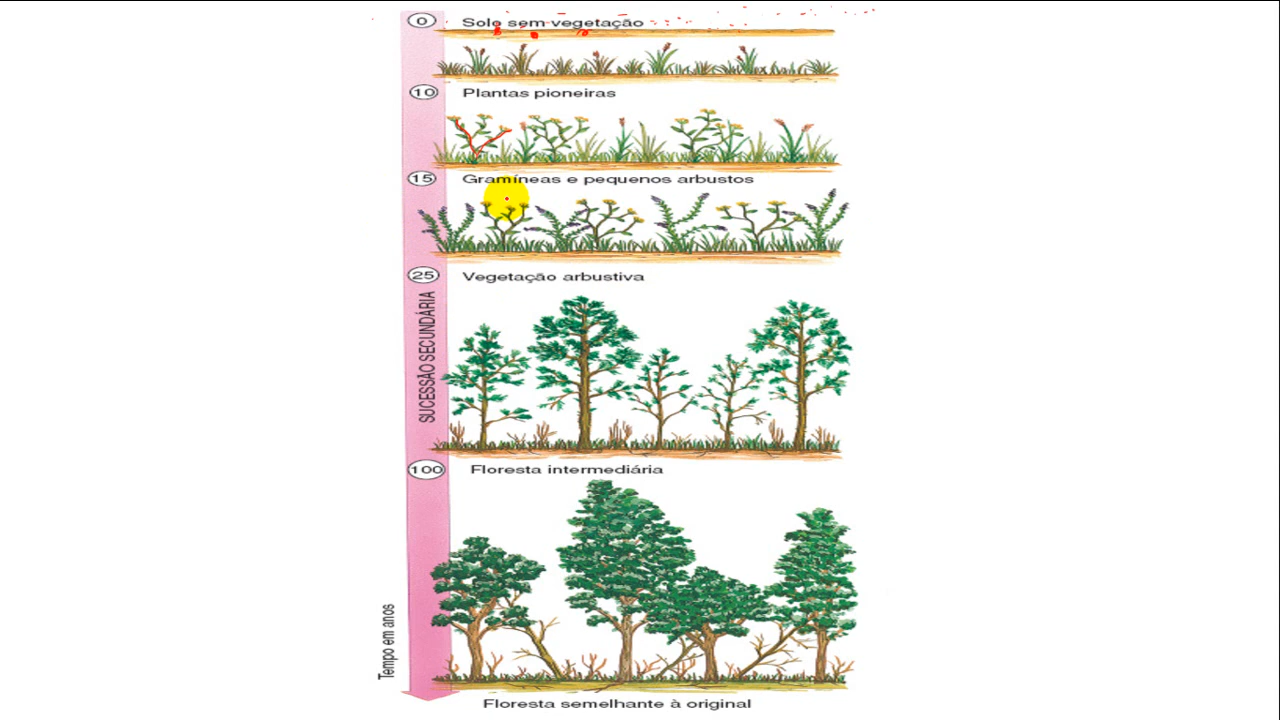 0 Solo sem vegetação
10 Plantas pioneiras
15 Gramíneas e pequenos arbustos
25 Vegetação arbustiva
SUCESSÃO SECUNDÁRIA
100 Floresta intermediária
Tempo em anos
Floresta semelhante à original